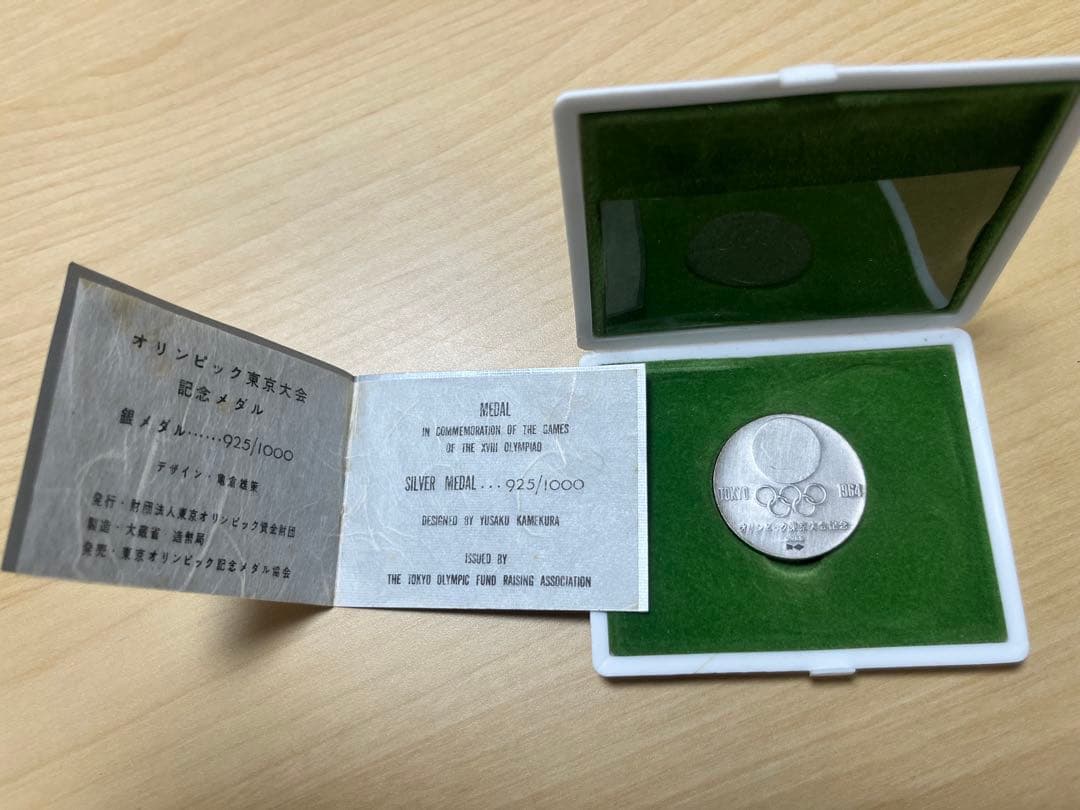 オリンピック東京大会
記念メダル
銀メダル······925/1000
デザイン・亀倉雄策
発行・財団法人東京オリンピック資金財団
製造・大蔵省 造幣局
発売・東京オリンピック記念メダル協会
MEDAL
IN COMMEMORATION OF THE GAMES
OF THE XVIII OLYMPIAD
SILVER MEDAL...925/1000
DESIGNED BY YUSAKU KAMEKURA
ISSUED BY
THE TOKYO OLYMPIC FUND RAISING ASSOCIATION
TOKYO 1964
オリンピック東京大会記念